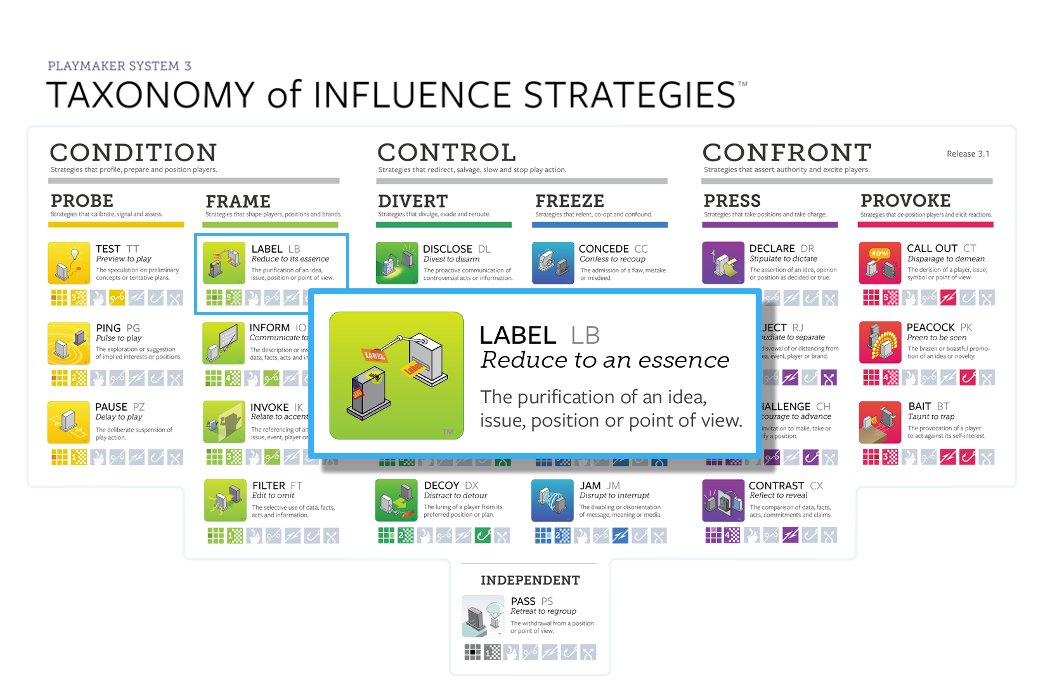 PLAYMAKER SYSTEM 3
TAXONOMY of INFLUENCE STRATEGIES™
CONDITION
Strategies that profile, prepare and position players.
CONTROL
Strategies that redirect, salvage, slow and stop play action.
CONFRONT
Strategies that assert authority and excite players.
Release 3.1
PROBE
Strategies that calibrate, signal and assess.
FRAME
Strategies that shape players, positions and brands.
DIVERT
Strategies that divulge, evade and reroute.
FREEZE
Strategies that relent, co-opt and confound.
PRESS
Strategies that take positions and take charge.
PROVOKE
Strategies that de-position players and elicit reactions.
TEST TT
Preview to play
The speculation on preliminary
concepts or tentative plans.
LABEL LB
Reduce to its essence
The purification of an idea,
issue, position or point of view.
DISCLOSE DL
Divest to disarm
The proactive communication of
controversial acts or information.
CONCEDE CC
Confess to recoup
The admission of a flaw, mistake
or misdeed.
DECLARE DR
Stipulate to dictate
The assertion of an idea, opinion
or position as decided or true.
CALL OUT CT
Disparage to demean
The derision of a player, issue,
symbol or point of view.
PING PG
Pulse to play
The exploration or suggestion
of implied interests or positions.
INFORM IO
Communicate to
data, facts, acts and in
LABEL LB
Reduce to an essence
The purification of an idea,
issue, position or point of view.
TM
LABEL
JECT RJ
udiate to separate
avowal of or distancing from
ea, event, player or brand.
PEACOCK PK
Preen to be seen
The brazen or boastful promo-
tion of an idea or novelty.
PAUSE PZ
Delay to play
The deliberate suspension of
play action.
INVOKE IK
Relate to accent
The referencing of an
issue, event, player or
HALLENGE CH
courage to advance
invitation to make, take or
fy a position.
BAIT BT
Taunt to trap
The provocation of a player
to act against its self-interest.
FILTER FT
Edit to omit
The selective use of data, facts,
acts and information.
DECOY DX
Distract to detour
The luring of a player from its
preferred position or plan.
JAM JM
Disrupt to interrupt
The disabling or disorientation
of message, meaning or media.
CONTRAST CX
Reflect to reveal
The comparison of data, facts,
acts, commitments and claims.
INDEPENDENT
PASS PS
Retreat to regroup
The withdrawal from a position
or point of view.